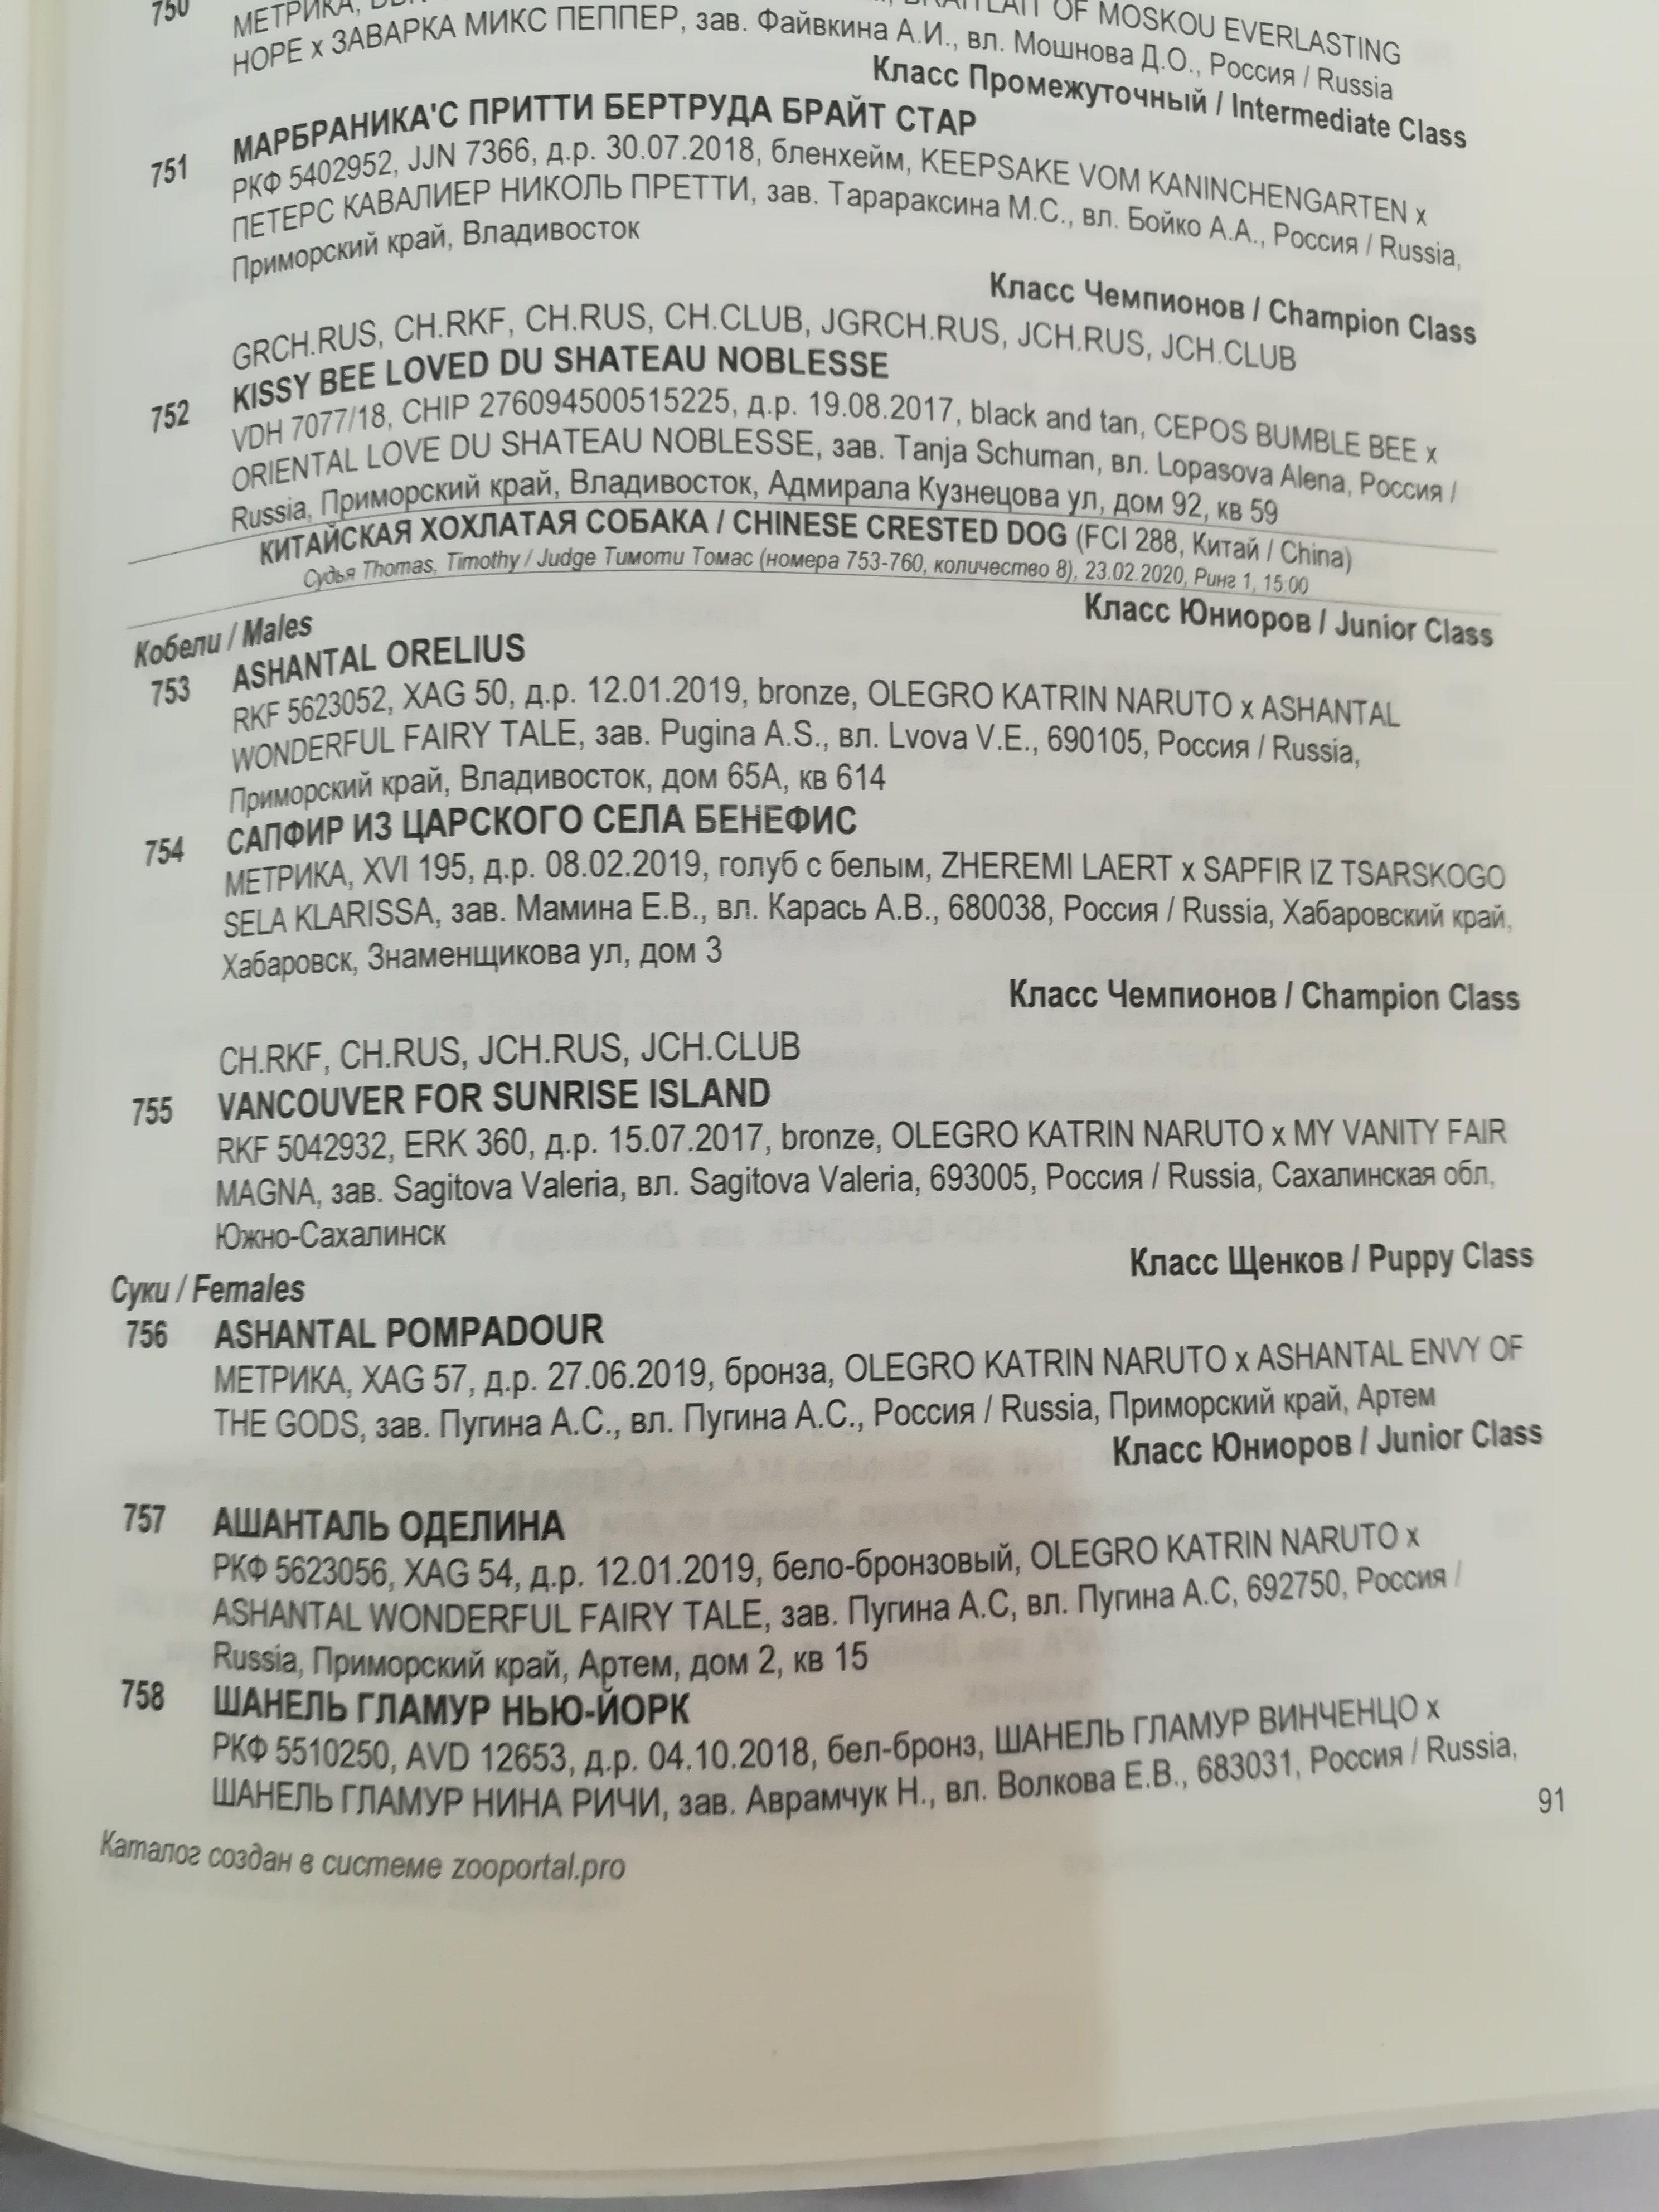 750
МЕТРИКА, OF MOSKOU EVERLASTING
HOPE x ЗАВАРКА МИКС ПЕППЕР, зав. Файвкина А.И., вл. Мошнова Д.О., Россия / Russia
Класс Промежуточный / Intermediate Class
751 МАРБРАНИКА'С ПРИТТИ БЕРТРУДА БРАЙТ СТАР
РКФ 5402952, JJN 7366, д.р. 30.07.2018, бленхейм, KEEPSAKE VOM KANINCHENGARTEN x
ПЕТЕРС КАВАЛИЕР НИКОЛЬ ПРЕТТИ, зав. Тарараксина М.С., вл. Бойко А.А., Россия / Russia,
Приморский край, Владивосток
Класс Чемпионов / Champion Class
GRCH.RUS, CH.RKF, CH.RUS, CH.CLUB, JGRCH.RUS, JCH.RUS, JCH.CLUB
752 KISSY BEE LOVED DU SHATEAU NOBLESSE
VDH 7077/18, CHIP 276094500515225, д.р. 19.08.2017, black and tan, CEPOS BUMBLE BEE x
ORIENTAL LOVE DU SHATEAU NOBLESSE, зав. Tanja Schuman, вл. Lopasova Alena, Россия /
Russia, Приморский край, Владивосток, Адмирала Кузнецова ул, дом 92, кв 59
КИТАЙСКАЯ ХОХЛАТАЯ СОБАКА / CHINESE CRESTED DOG (FCI 288, Китай / China)
Судья Thomas, Timothy / Judge Тимоти Томас (номера 753-760, количество 8), 23.02.2020, Ринг 1, 15:00
Класс Юниоров / Junior Class
Кобели / Males
753 ASHANTAL ORELIUS
RKF 5623052, XAG 50, д.р. 12.01.2019, bronze, OLEGRO KATRIN NARUTO x ASHANTAL
WONDERFUL FAIRY TALE, зав. Pugina A.S., вл. Lvova V.E., 690105, Россия / Russia,
Приморский край, Владивосток, дом 65А, кв 614
754 САПФИР ИЗ ЦАРСКОГО СЕЛА БЕНЕФИС
МЕТРИКА, XVI 195, д.р. 08.02.2019, голуб с белым, ZHEREMI LAERT x SAPFIR IZ TSARSKOGO
SELA KLARISSA, зав. Мамина Е.В., вл. Карась А.В., 680038, Россия / Russia, Хабаровский край,
Хабаровск, Знаменщикова ул, дом 3
Класс Чемпионов / Champion Class
CH.RKF, CH.RUS, JCH.RUS, JCH.CLUB
755 VANCOUVER FOR SUNRISE ISLAND
RKF 5042932, ERK 360, д.р. 15.07.2017, bronze, OLEGRO KATRIN NARUTO x MY VANITY FAIR
MAGNA, зав. Sagitova Valeria, вл. Sagitova Valeria, 693005, Россия / Russia, Сахалинская обл,
Южно-Сахалинск
Класс Щенков / Puppy Class
Суки / Females
756 ASHANTAL POMPADOUR
МЕТРИКА, XAG 57, д.р. 27.06.2019, бронза, OLEGRO KATRIN NARUTO x ASHANTAL ENVY OF
THE GODS, зав. Пугина А.С., вл. Пугина А.С., Россия / Russia, Приморский край, Артем
Класс Юниоров / Junior Class
757 АШАНТАЛЬ ОДЕЛИНА
РКФ 5623056, XAG 54, д.р. 12.01.2019, бело-бронзовый, OLEGRO KATRIN NARUTO x
ASHANTAL WONDERFUL FAIRY TALE, зав. Пугина А.С, вл. Пугина А.С, 692750, Россия /
Russia, Приморский край, Артем, дом 2, кв 15
758 ШАНЕЛЬ ГЛАМУР НЬЮ-ЙОРК
РКФ 5510250, AVD 12653, д.р. 04.10.2018, бел-бронз, ШАНЕЛЬ ГЛАМУР ВИНЧЕНЦО x
ШАНЕЛЬ ГЛАМУР НИНА РИЧИ, зав. Аврамчук Н., вл. Волкова Е.В., 683031, Россия / Russia,
91
Каталог создан в системе zooportal.pro